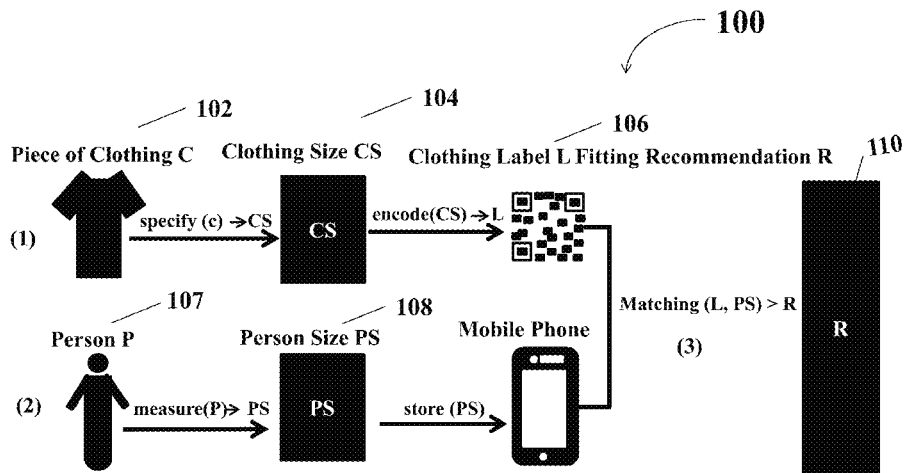 100
102
104
106
110
Piece of Clothing C
Clothing Size CS
Clothing Label L Fitting Recommendation R
(1)
specify (c) →CS
CS
encode(CS) →L
107
108
Matching (L, PS) > R
(3)
R
Person P
Person Size PS
Mobile Phone
(2)
measure(P)→ PS
PS
store (PS)